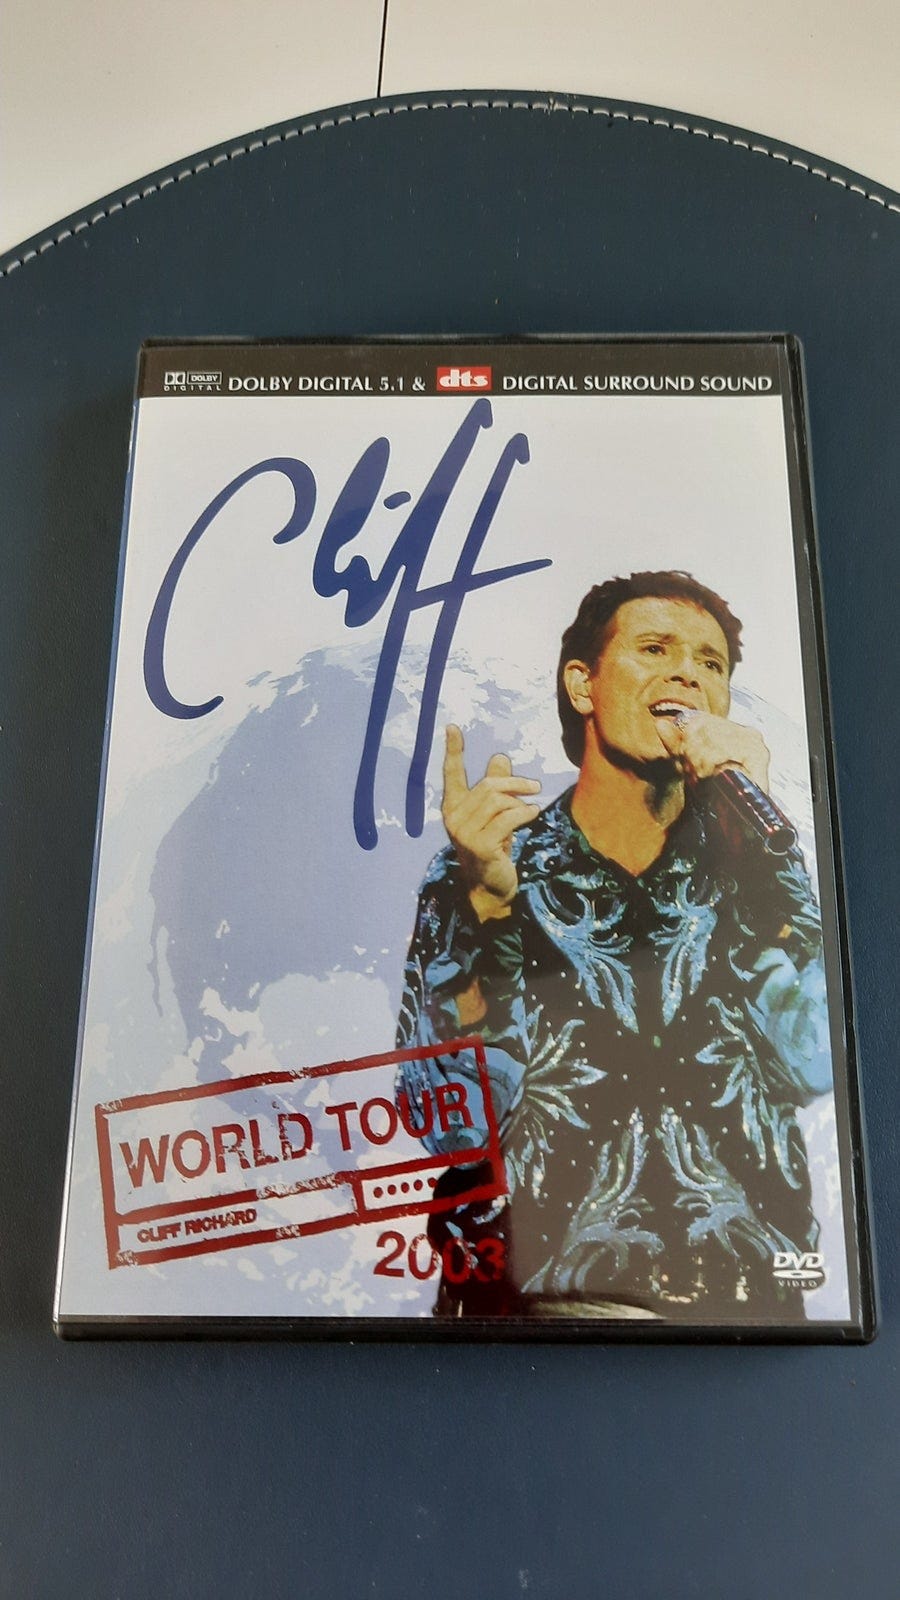 DOLBY DIGITAL
DOLBY DIGITAL 5.1 & dts DIGITAL SURROUND SOUND
Cliff
WORLD TOUR
CLIFF RICHARD
2003
DVD
VIDEO